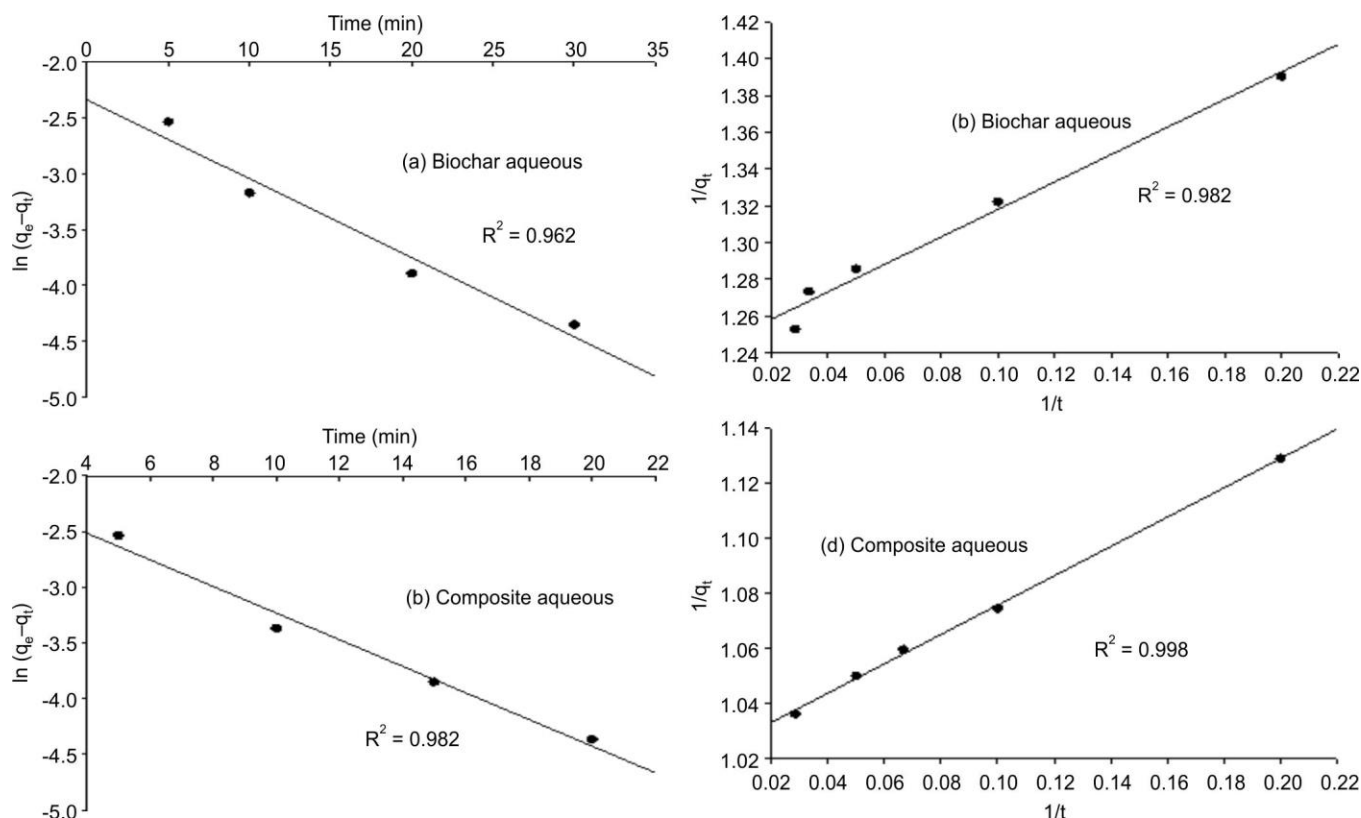 Time (min)
0 5 10 15 20 25 30 35
-2.0
-2.5
-3.0
-3.5
-4.0
-4.5
-5.0
ln (qₑ–qₜ)
(a) Biochar aqueous
R² = 0.962
1.42
1.40
1.38
1.36
1.34
1.32
1.30
1.28
1.26
1.24
1/qₜ
(b) Biochar aqueous
R² = 0.982
0.02 0.04 0.06 0.08 0.10 0.12 0.14 0.16 0.18 0.20 0.22
1/t
Time (min)
4 6 8 10 12 14 16 18 20 22
-2.0
-2.5
-3.0
-3.5
-4.0
-4.5
-5.0
ln (qₑ–qₜ)
(b) Composite aqueous
R² = 0.982
1.14
1.12
1.10
1.08
1.06
1.04
1.02
1/qₜ
(d) Composite aqueous
R² = 0.998
0.02 0.04 0.06 0.08 0.10 0.12 0.14 0.16 0.18 0.20 0.22
1/t